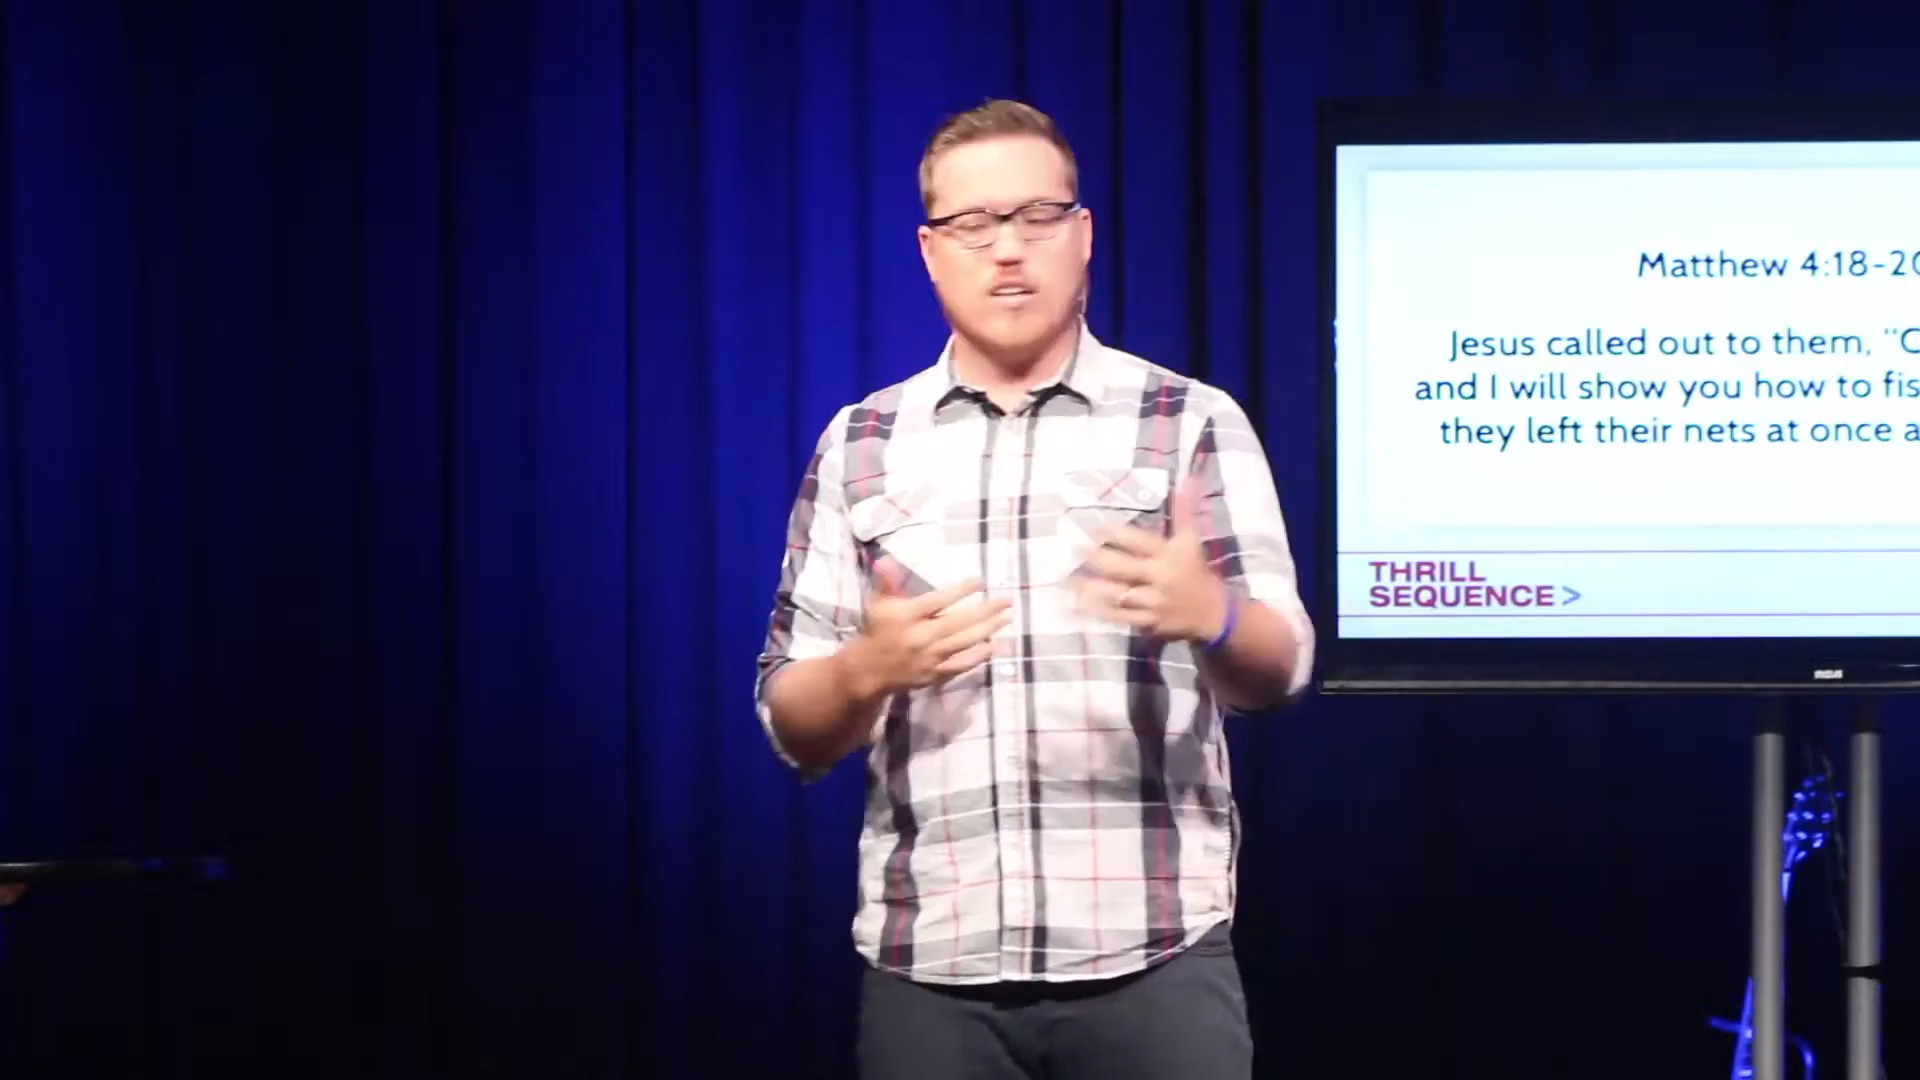 Matthew 4:18-20
Jesus called out to them, “C
and I will show you how to fis
they left their nets at once a
THRILL
SEQUENCE >
RCA